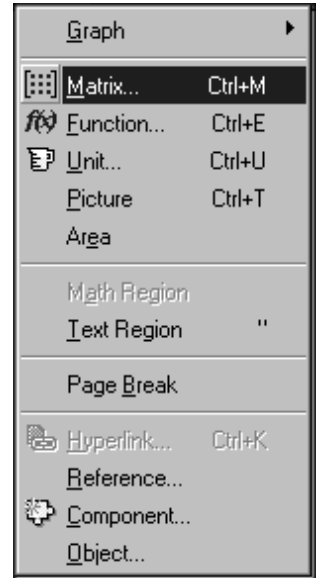 Graph
Matrix... Ctrl+M
f(x) Function... Ctrl+E
Unit... Ctrl+U
Picture Ctrl+T
Area
Math Region
Text Region "
Page Break
Hyperlink... Ctrl+K
Reference...
Component...
Object...